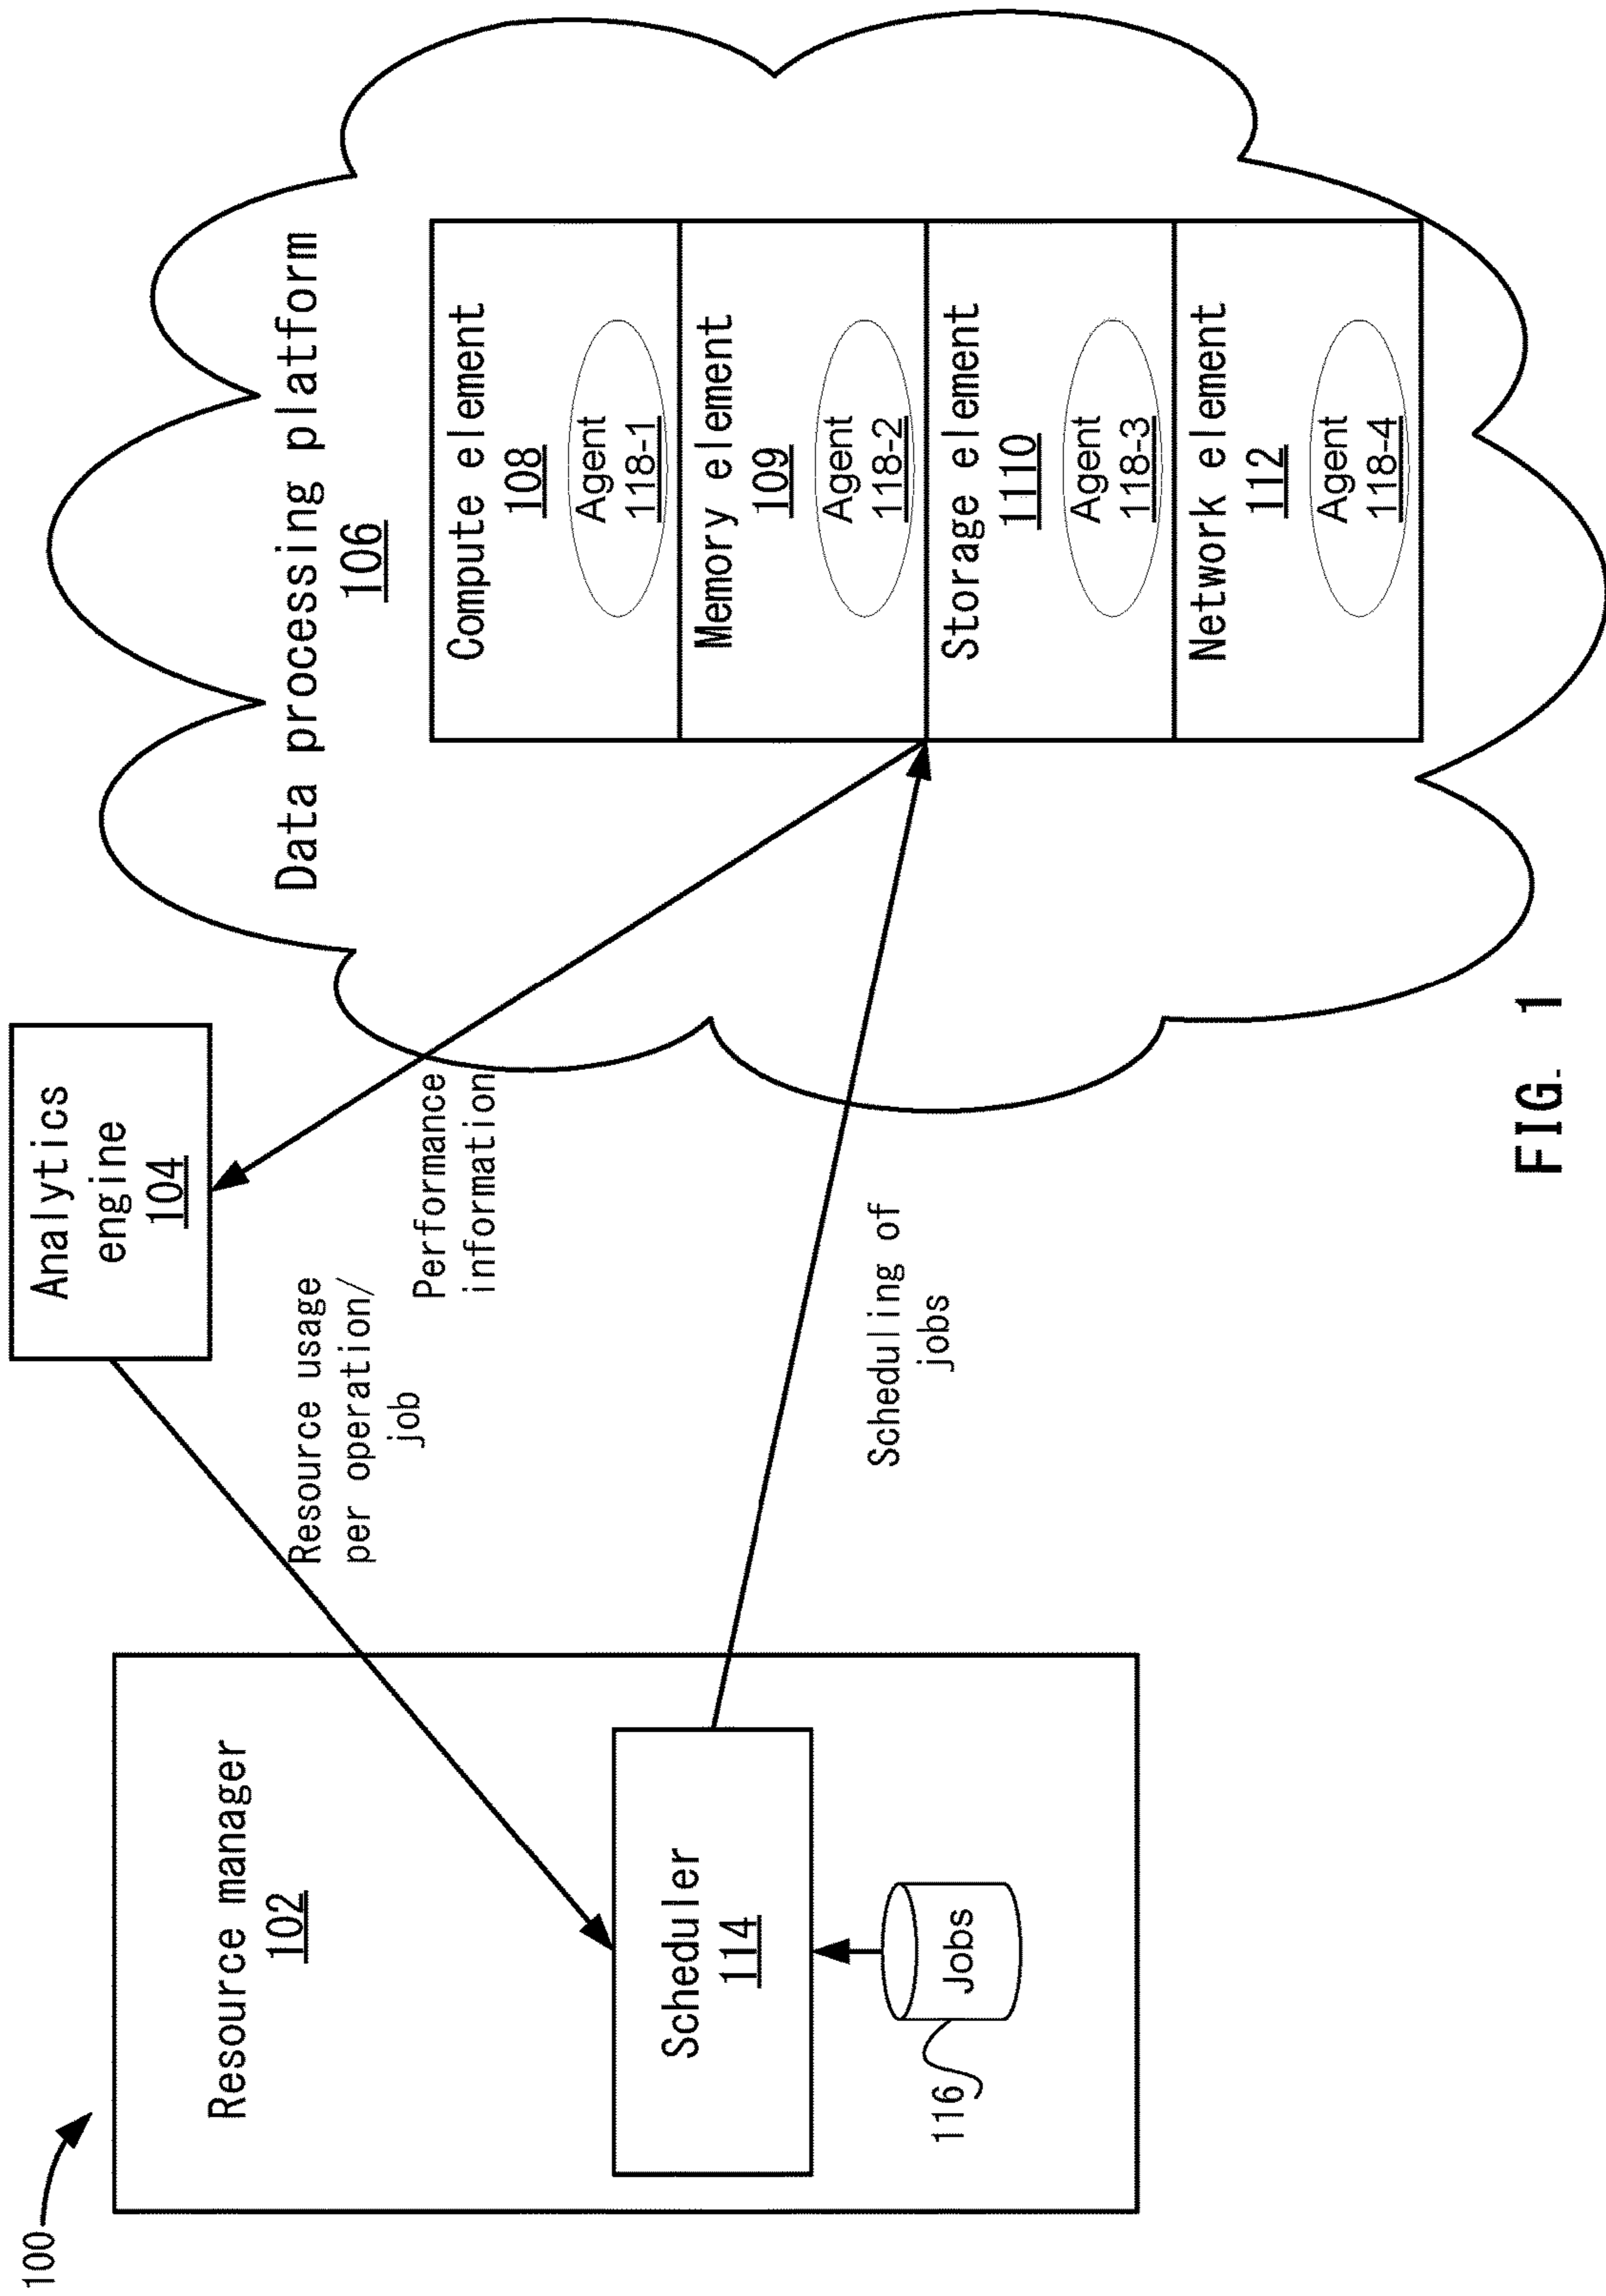 100
Resource manager
102
Scheduler
114
Jobs
116
Analytics
engine
104
Resource usage
per operation/
job
Performance
information
Scheduling of
jobs
Data processing platform
106
Compute element
108
Agent
118-1
Memory element
109
Agent
118-2
Storage element
1110
Agent
118-3
Network element
112
Agent
118-4
FIG. 1